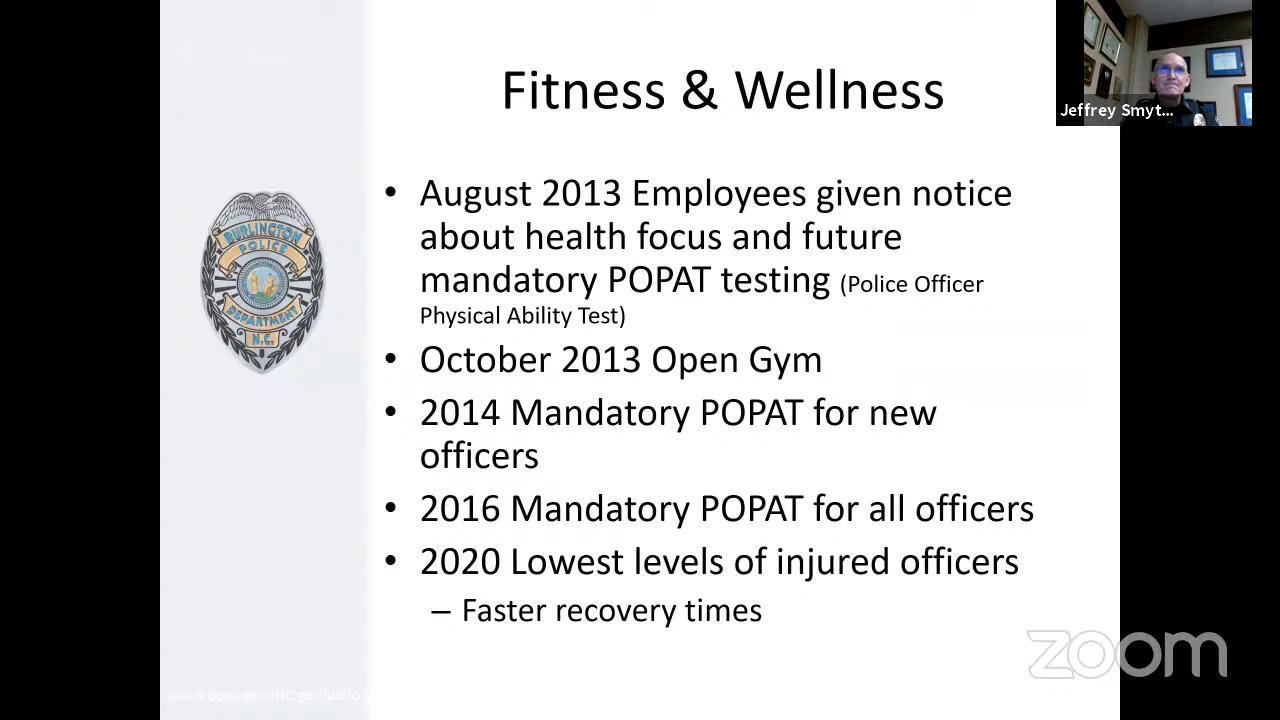 Fitness & Wellness
Jeffrey Smyt...
• August 2013 Employees given notice
about health focus and future
mandatory POPAT testing (Police Officer
Physical Ability Test)
• October 2013 Open Gym
• 2014 Mandatory POPAT for new
officers
• 2016 Mandatory POPAT for all officers
• 2020 Lowest levels of injured officers
– Faster recovery times
BURLINGTON
POLICE
DEPARTMENT
N.C.
zoom